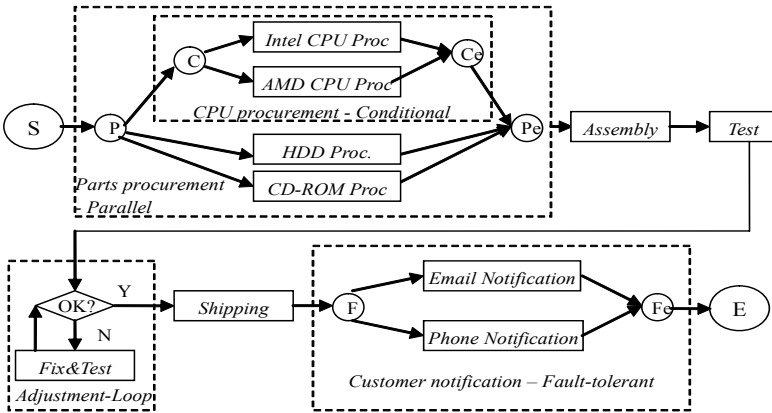 Intel CPU Proc
C
Ce
AMD CPU Proc
CPU procurement - Conditional
S
P
Pe
Assembly
Test
HDD Proc.
CD-ROM Proc
Parts procurement
- Parallel
OK?
Y
N
Fix&Test
Adjustment-Loop
Shipping
F
Email Notification
Phone Notification
Fe
E
Customer notification – Fault-tolerant